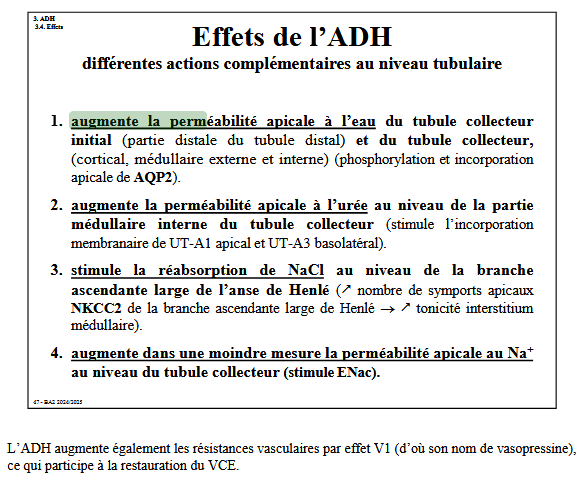 3. ADH
3.4. Effets
Effets de l'ADH
différentes actions complémentaires au niveau tubulaire
1. augmente la perméabilité apicale à l'eau du tubule collecteur
initial (partie distale du tubule distal) et du tubule collecteur,
(cortical, médullaire externe et interne) (phosphorylation et incorporation
apicale de AQP2).
2. augmente la perméabilité apicale à l'urée au niveau de la partie
médullaire interne du tubule collecteur (stimule l'incorporation
membranaire de UT-A1 apical et UT-A3 basolatéral).
3. stimule la réabsorption de NaCl au niveau de la branche
ascendante large de l'anse de Henlé (↗ nombre de symports apicaux
NKCC2 de la branche ascendante large de Henlé → ↗ tonicité interstitium
médullaire).
4. augmente dans une moindre mesure la perméabilité apicale au Na⁺
au niveau du tubule collecteur (stimule ENac).
47 - BA2 2024/2025
L'ADH augmente également les résistances vasculaires par effet V1 (d'où son nom de vasopressine),
ce qui participe à la restauration du VCE.